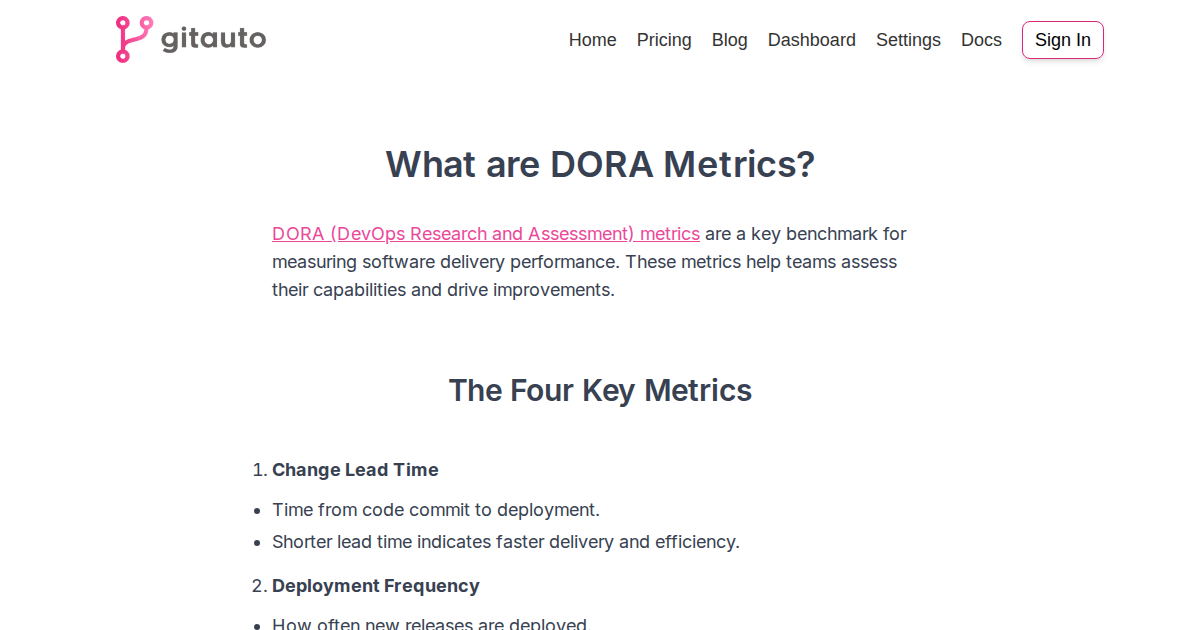 gitauto
Home Pricing Blog Dashboard Settings Docs Sign In
What are DORA Metrics?
DORA (DevOps Research and Assessment) metrics are a key benchmark for
measuring software delivery performance. These metrics help teams assess
their capabilities and drive improvements.
The Four Key Metrics
1. Change Lead Time
• Time from code commit to deployment.
• Shorter lead time indicates faster delivery and efficiency.
2. Deployment Frequency
• How often new releases are deployed.